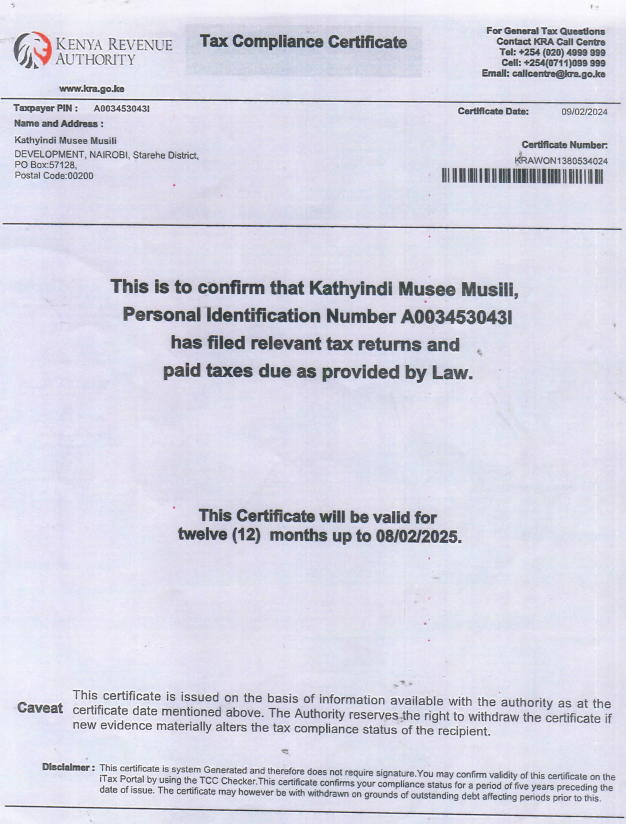 KENYA REVENUE
AUTHORITY
www.kra.go.ke
Tax Compliance Certificate
For General Tax Questions
Contact KRA Call Centre
Tel: +254 (020) 4999 999
Cell: +254(0711)099 999
Email: callcentre@kra.go.ke
Taxpayer PIN : A003453043I
Name and Address :
Kathyindi Musee Musili
DEVELOPMENT, NAIROBI, Starehe District,
PO Box:57128,
Postal Code:00200
Certificate Date: 09/02/2024
Certificate Number:
KRAWON1380534024
This is to confirm that Kathyindi Musee Musili,
Personal Identification Number A003453043I
has filed relevant tax returns and
paid taxes due as provided by Law.
This Certificate will be valid for
twelve (12) months up to 08/02/2025.
Caveat
This certificate is issued on the basis of information available with the authority as at the
certificate date mentioned above. The Authority reserves the right to withdraw the certificate if
new evidence materially alters the tax compliance status of the recipient.
Disclaimer : This certificate is system Generated and therefore does not require signature.You may confirm validity of this certificate on the
iTax Portal by using the TCC Checker.This certificate confirms your compliance status for a period of five years preceding the
date of issue. The certificate may however be with withdrawn on grounds of outstanding debt affecting periods prior to this.